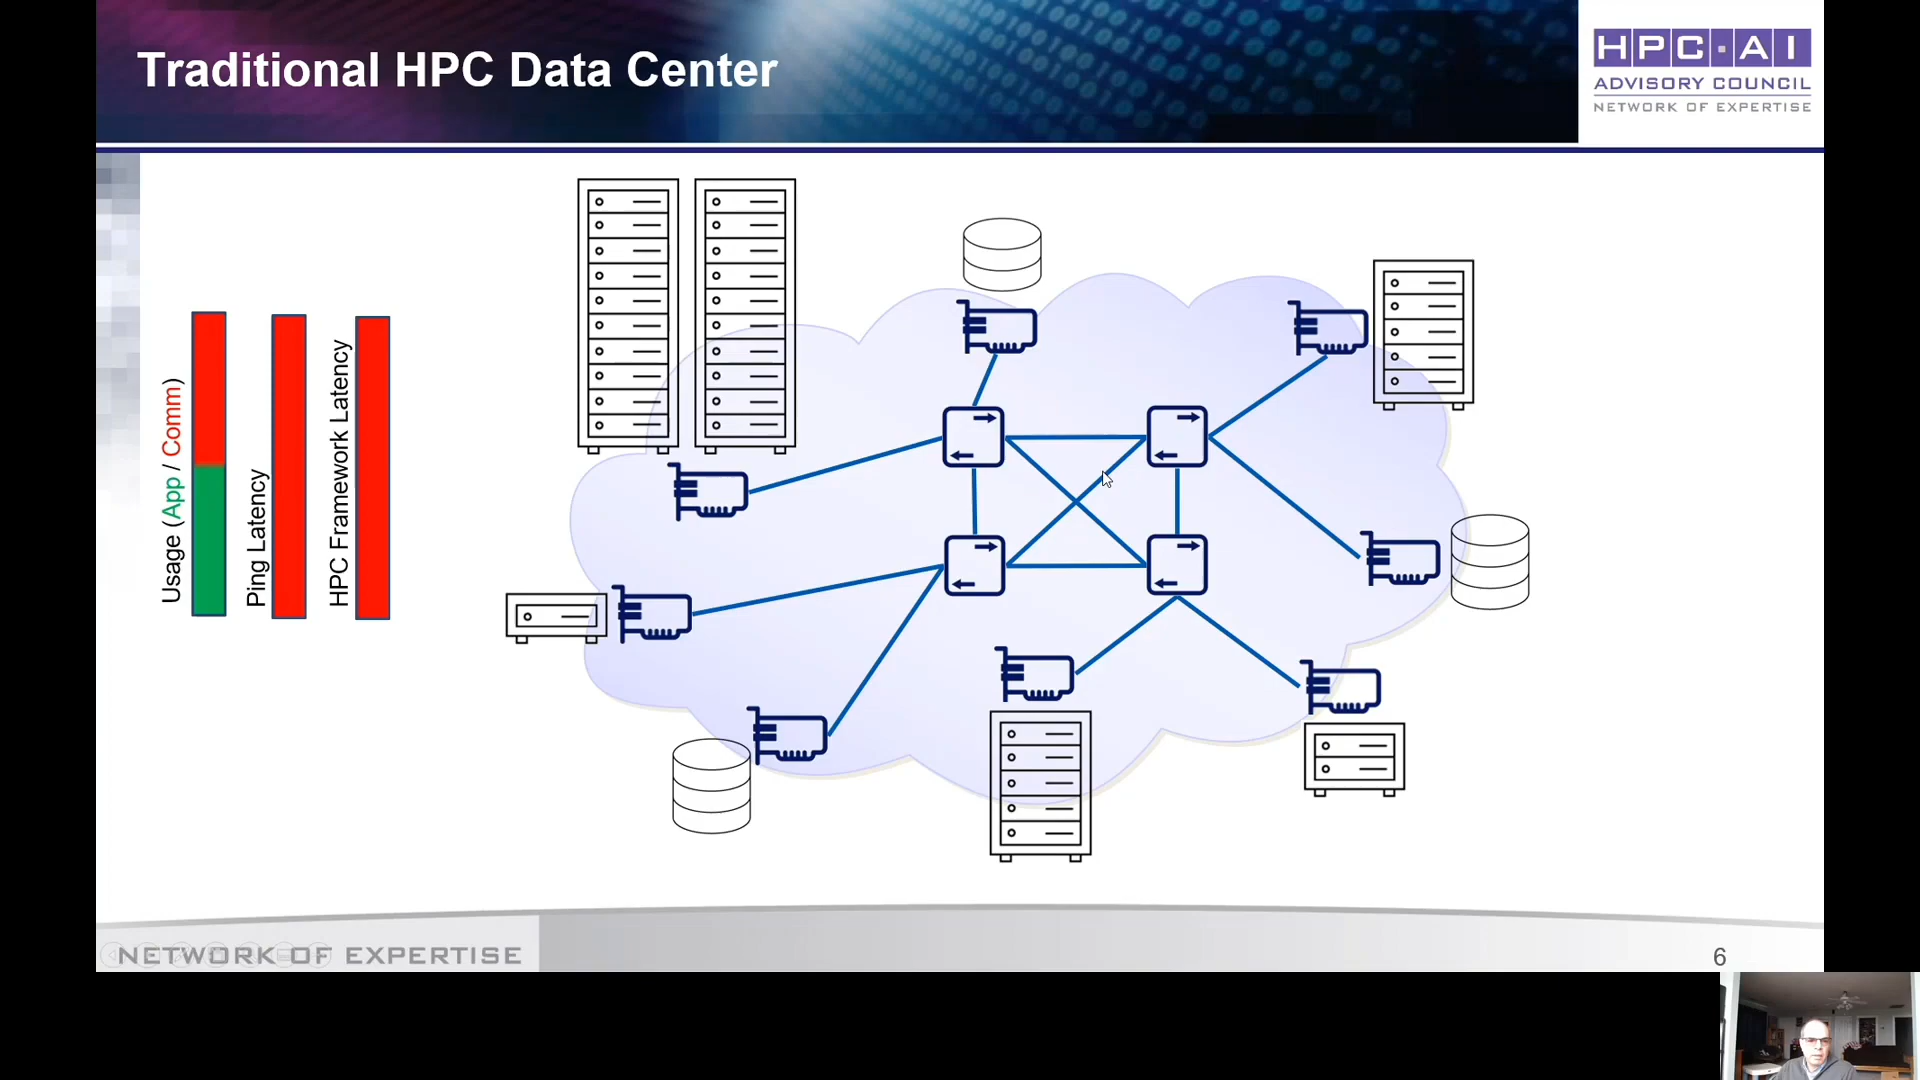 Traditional HPC Data Center
HPC·AI
ADVISORY COUNCIL
NETWORK OF EXPERTISE
Usage (App / Comm)
Ping Latency
HPC Framework Latency
NETWORK OF EXPERTISE
6